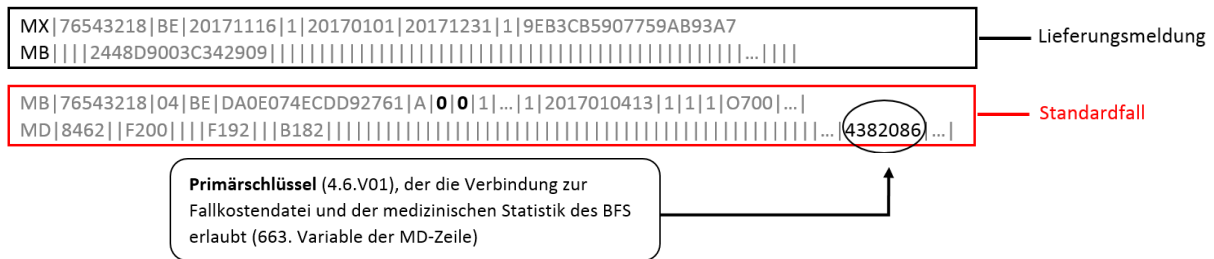 MX|76543218|BE|20171116|1|20170101|20171231|1|9EB3CB5907759AB93A7
MB||||2448D9003C342909||||||||||||||||||||||||||||||||||||||||||||||||||...||||
Lieferungsmeldung
MB|76543218|04|BE|DA0E074ECDD92761|A|0|0|1|...|1|2017010413|1|1|1|O700|...|
MD|8462||F200||||F192|||B182||||||||||||||||||||||||||||||||||||||||||||||||||||...|4382086|...|
Standardfall
Primärschlüssel (4.6.V01), der die Verbindung zur
Fallkostendatei und der medizinischen Statistik des BFS
erlaubt (663. Variable der MD-Zeile)